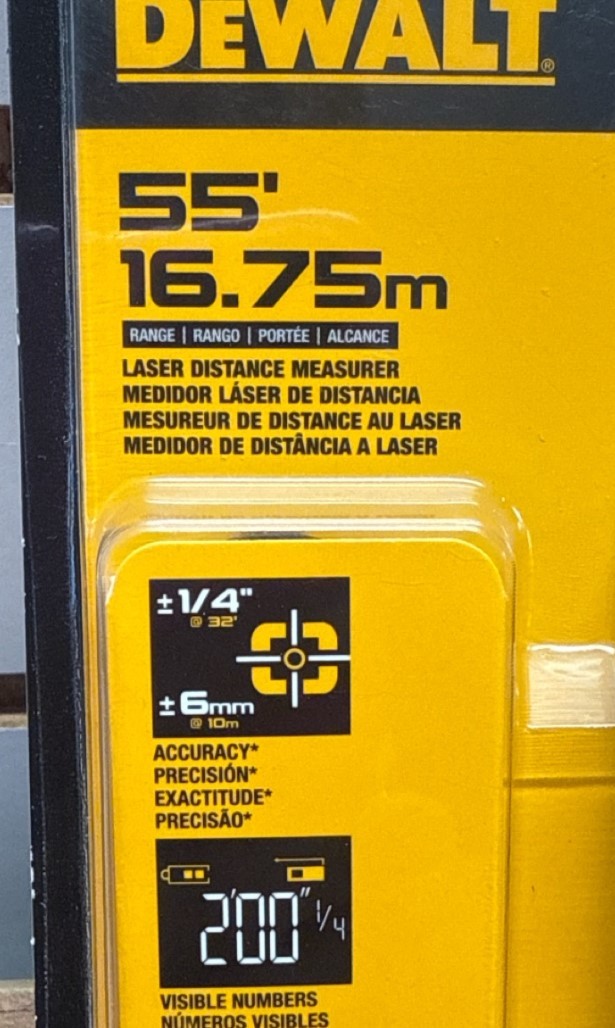 DEWALT®
55'
16.75m
RANGE | RANGO | PORTÉE | ALCANCE
LASER DISTANCE MEASURER
MEDIDOR LÁSER DE DISTANCIA
MESUREUR DE DISTANCE AU LASER
MEDIDOR DE DISTÂNCIA A LASER
±1/4"
@ 32'
±6mm
@ 10m
ACCURACY*
PRECISIÓN*
EXACTITUDE*
PRECISÃO*
2'00" 1/4
VISIBLE NUMBERS
NÚMEROS VISIBLES